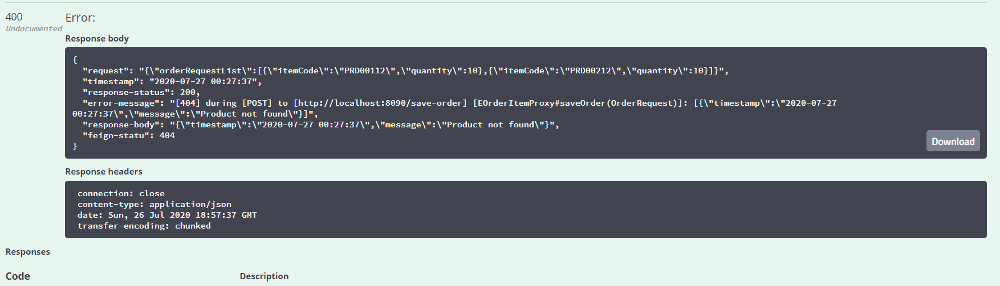 400
Undocumented
Error:
Response body
{
  "request": "{\"orderRequestList\":[{\"itemCode\":\"PRD00112\",\"quantity\":10},{\"itemCode\":\"PRD00212\",\"quantity\":10}]}",
  "timestamp": "2020-07-27 00:27:37",
  "response-status": 200,
  "error-message": "[404] during [POST] to [http://localhost:8090/save-order] [EOrderItemProxy#saveOrder(OrderRequest)]: [{\"timestamp\":\"2020-07-27
00:27:37\",\"message\":\"Product not found\"}]",
  "response-body": "{\"timestamp\":\"2020-07-27 00:27:37\",\"message\":\"Product not found\"}",
  "feign-statu": 404
}
Download
Response headers
connection: close
content-type: application/json
date: Sun, 26 Jul 2020 18:57:37 GMT
transfer-encoding: chunked
Responses
Code Description